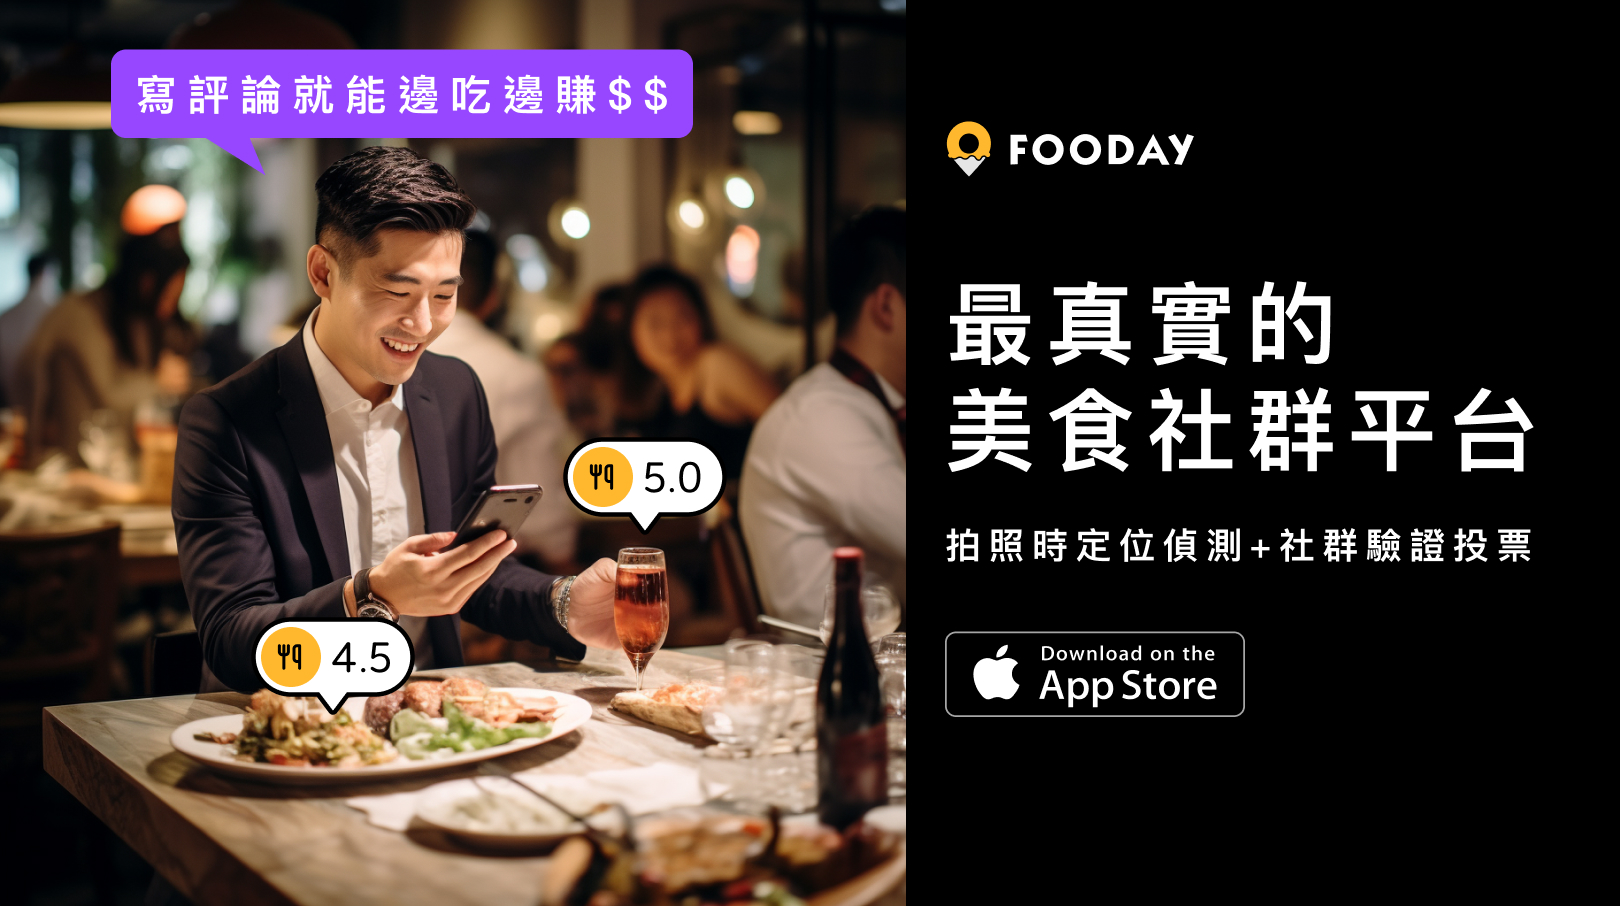 寫評論就能邊吃邊賺$$
5.0
4.5
FOODAY
最真實的
美食社群平台
拍照時定位偵測+社群驗證投票
Download on the
App Store